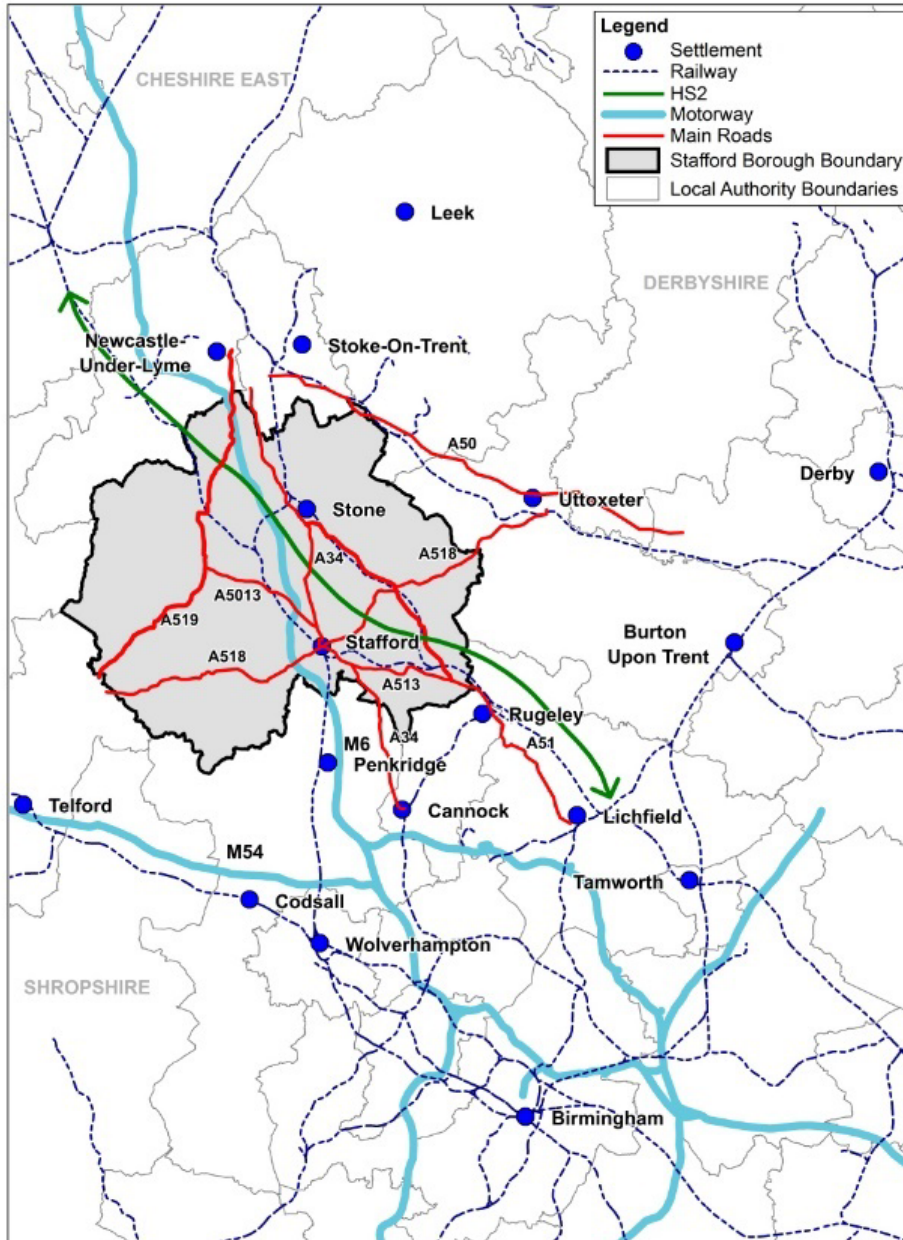 Legend
Settlement
Railway
HS2
Motorway
Main Roads
Stafford Borough Boundary
Local Authority Boundaries
CHESHIRE EAST
Leek
DERBYSHIRE
Newcastle-
Under-Lyme
Stoke-On-Trent
A50
Derby
Uttoxeter
Stone
A34
A518
A5013
A519
Stafford
Burton
Upon Trent
A518
A513
Rugeley
A34
A51
M6
Penkridge
Telford
Cannock
Lichfield
M54
Tamworth
Codsall
Wolverhampton
SHROPSHIRE
Birmingham